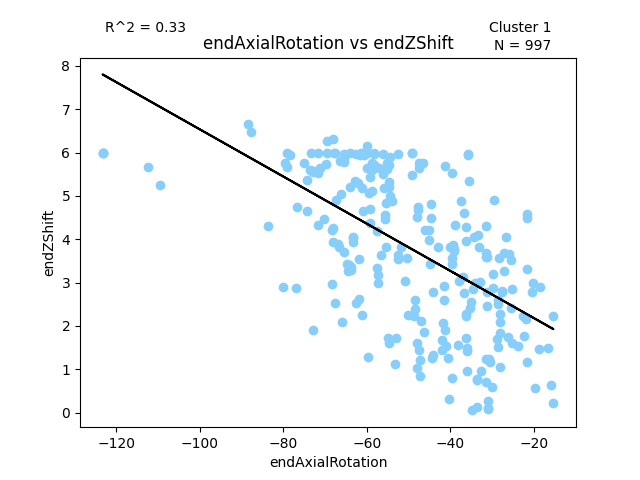 R^2 = 0.33
Cluster 1
N = 997
endAxialRotation vs endZShift
8
7
6
5
4
3
2
1
0
endZShift
−120
−100
−80
−60
−40
−20
endAxialRotation